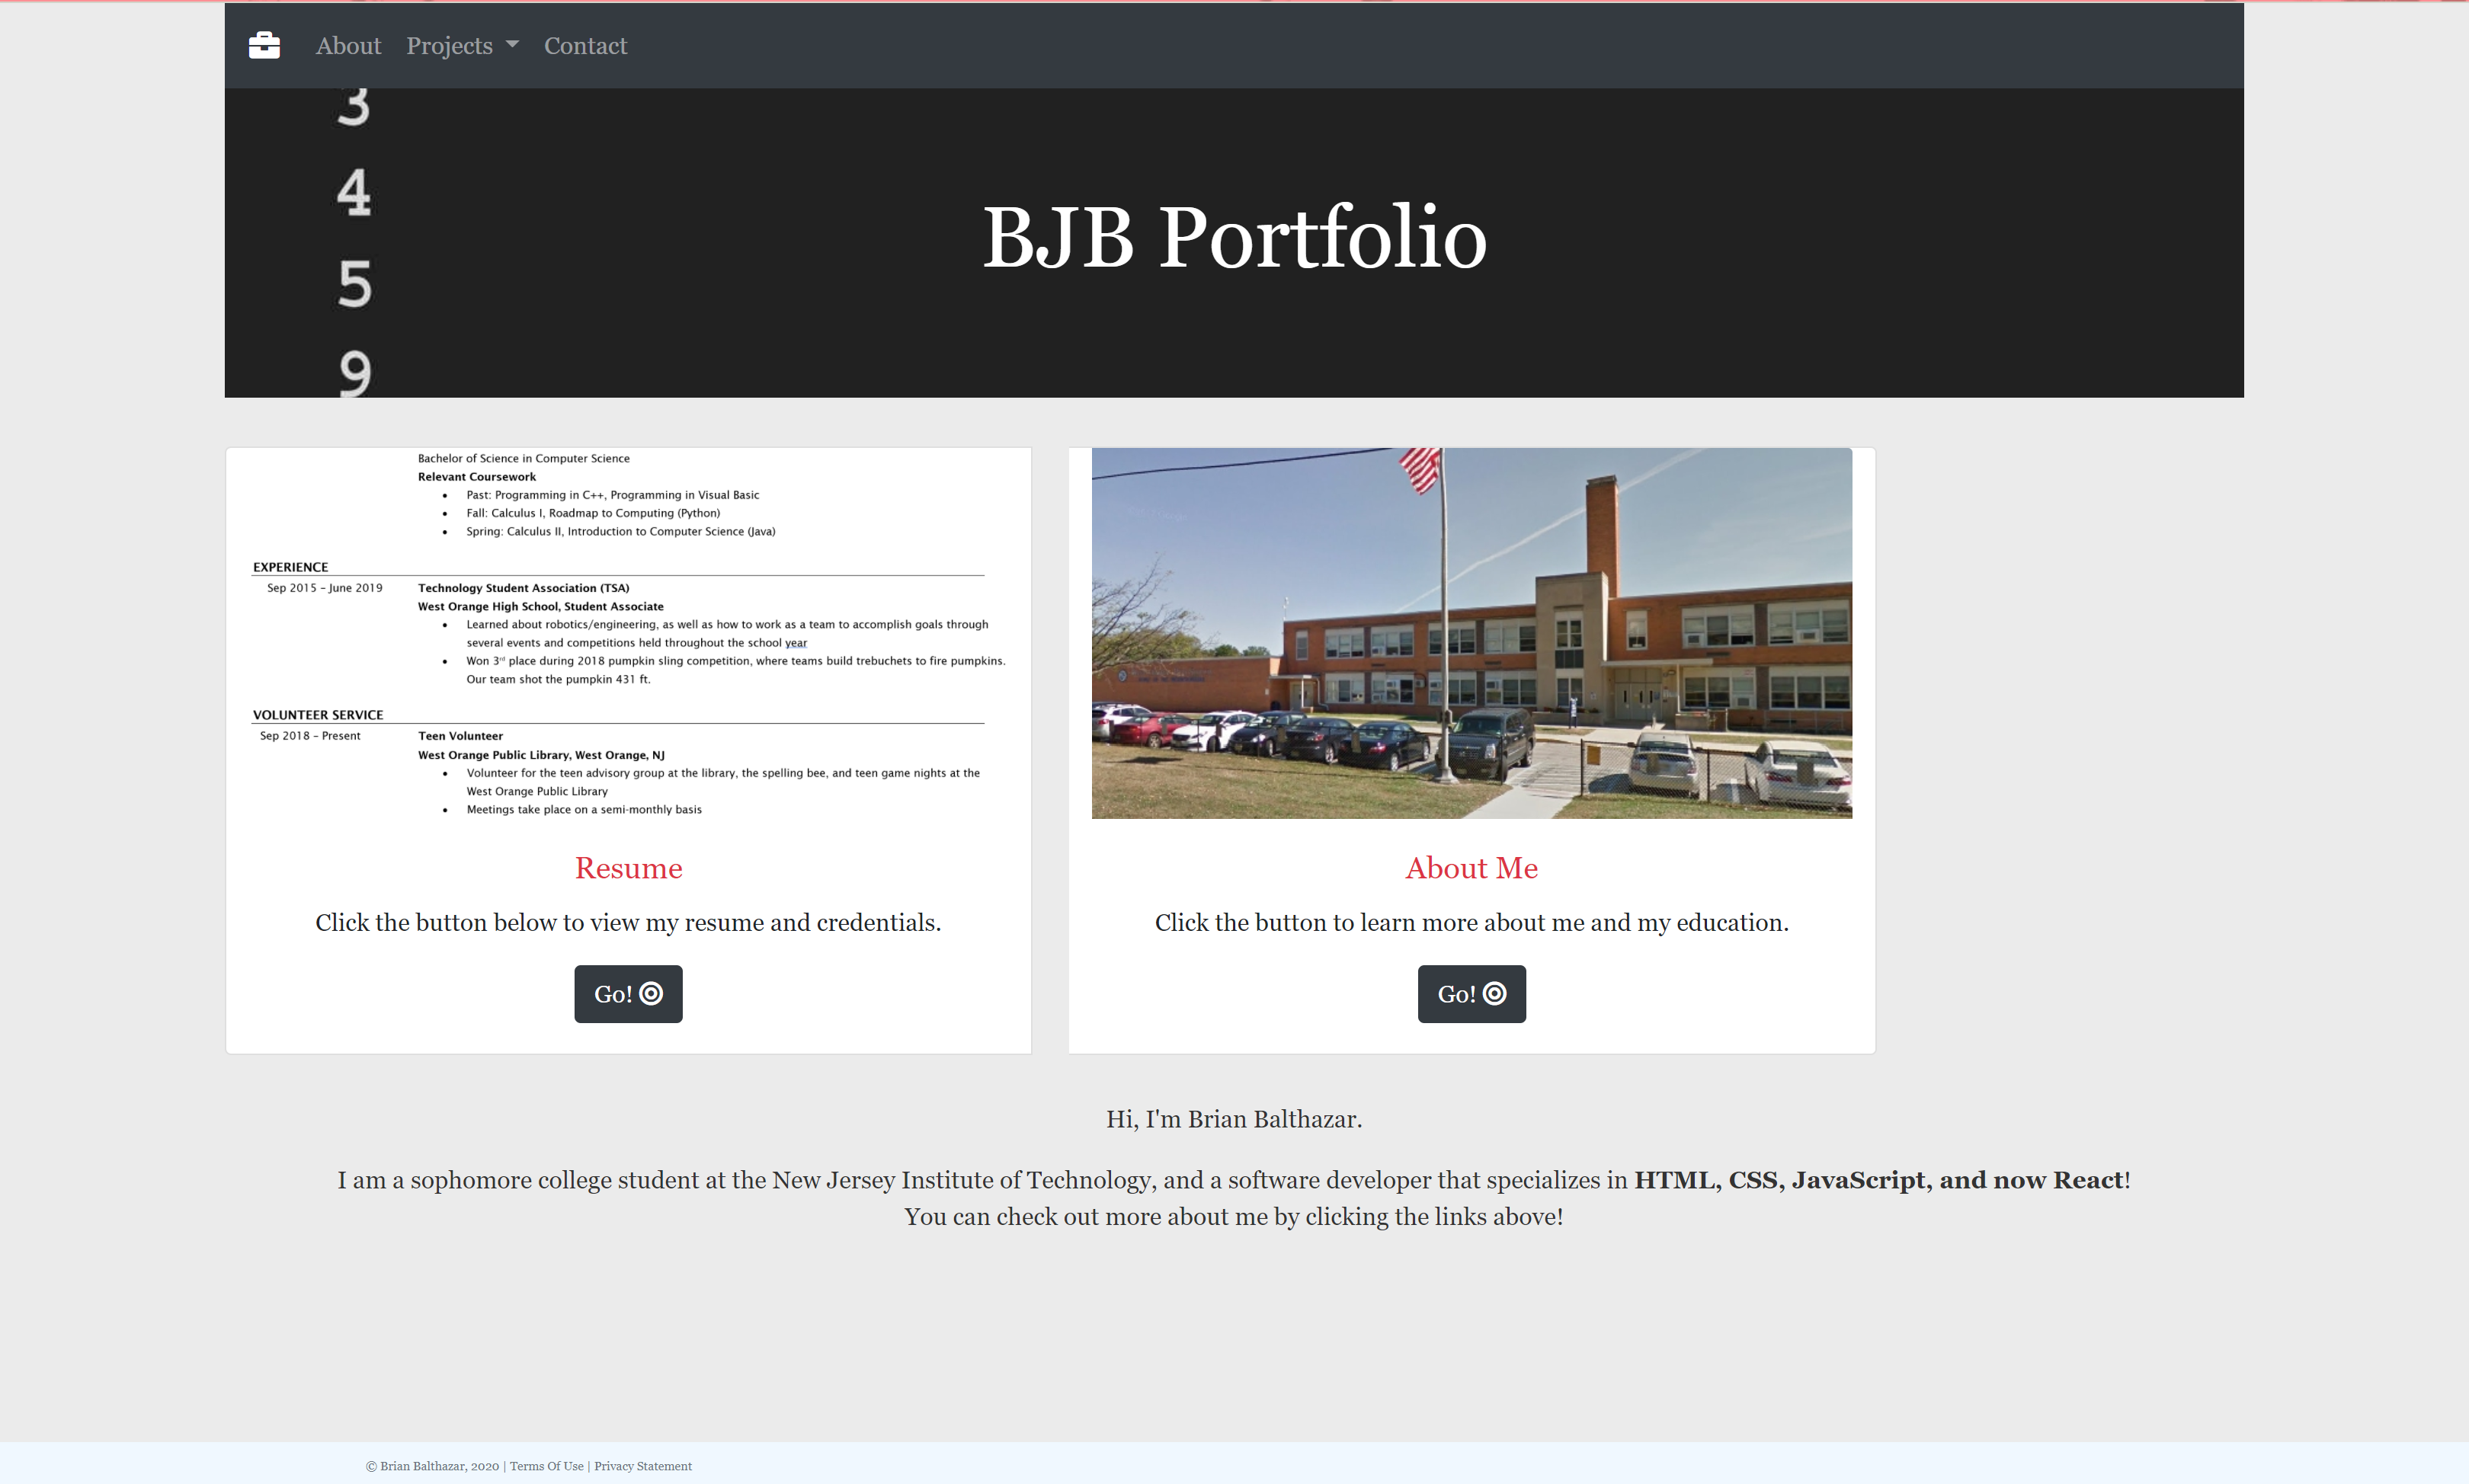 About Projects Contact
3
4
5
9
BJB Portfolio
Bachelor of Science in Computer Science
Relevant Coursework
• Past: Programming in C++, Programming in Visual Basic
• Fall: Calculus I, Roadmap to Computing (Python)
• Spring: Calculus II, Introduction to Computer Science (Java)
EXPERIENCE
Sep 2015 – June 2019 Technology Student Association (TSA)
West Orange High School, Student Associate
• Learned about robotics/engineering, as well as how to work as a team to accomplish goals through
several events and competitions held throughout the school year
• Won 3rd place during 2018 pumpkin sling competition, where teams build trebuchets to fire pumpkins.
Our team shot the pumpkin 431 ft.
VOLUNTEER SERVICE
Sep 2018 – Present Teen Volunteer
West Orange Public Library, West Orange, NJ
• Volunteer for the teen advisory group at the library, the spelling bee, and teen game nights at the
West Orange Public Library
• Meetings take place on a semi-monthly basis
Resume
Click the button below to view my resume and credentials.
Go!
About Me
Click the button to learn more about me and my education.
Go!
Hi, I'm Brian Balthazar.
I am a sophomore college student at the New Jersey Institute of Technology, and a software developer that specializes in HTML, CSS, JavaScript, and now React!
You can check out more about me by clicking the links above!
© Brian Balthazar, 2020 | Terms Of Use | Privacy Statement